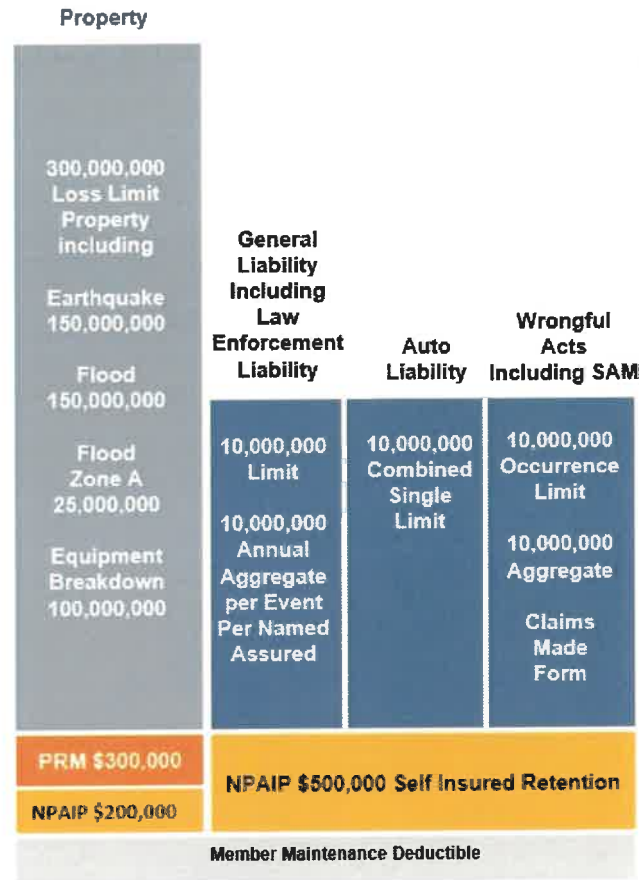 Property
300,000,000
Loss Limit
Property
including
Earthquake
150,000,000
Flood
150,000,000
Flood
Zone A
25,000,000
Equipment
Breakdown
100,000,000
General
Liability
Including
Law
Enforcement
Liability
10,000,000
Limit
10,000,000
Annual
Aggregate
per Event
Per Named
Assured
Auto
Liability
10,000,000
Combined
Single
Limit
Wrongful
Acts
Including SAM
10,000,000
Occurrence
Limit
10,000,000
Aggregate
Claims
Made
Form
PRM $300,000
NPAIP $200,000
NPAIP $500,000 Self Insured Retention
Member Maintenance Deductible